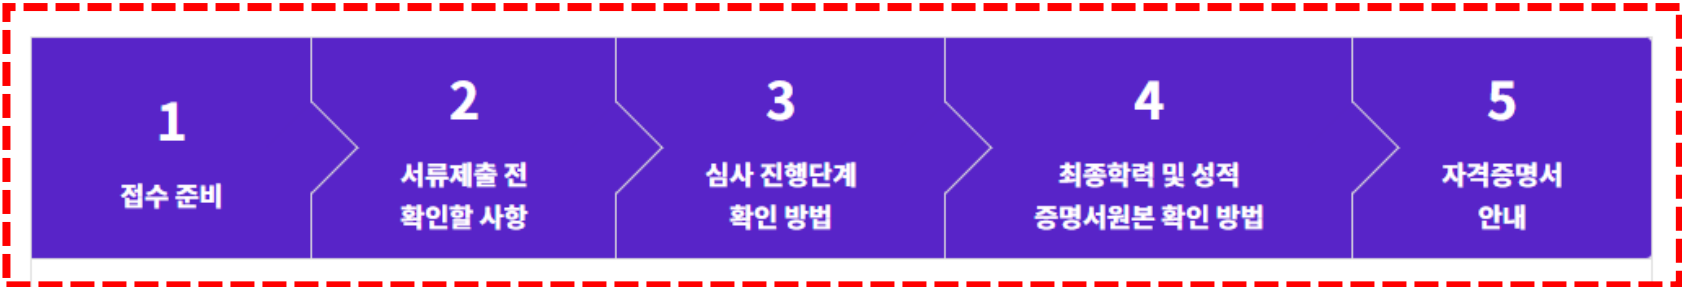 1
접수 준비
2
서류제출 전
확인할 사항
3
심사 진행단계
확인 방법
4
최종학력 및 성적
증명서원본 확인 방법
5
자격증명서
안내